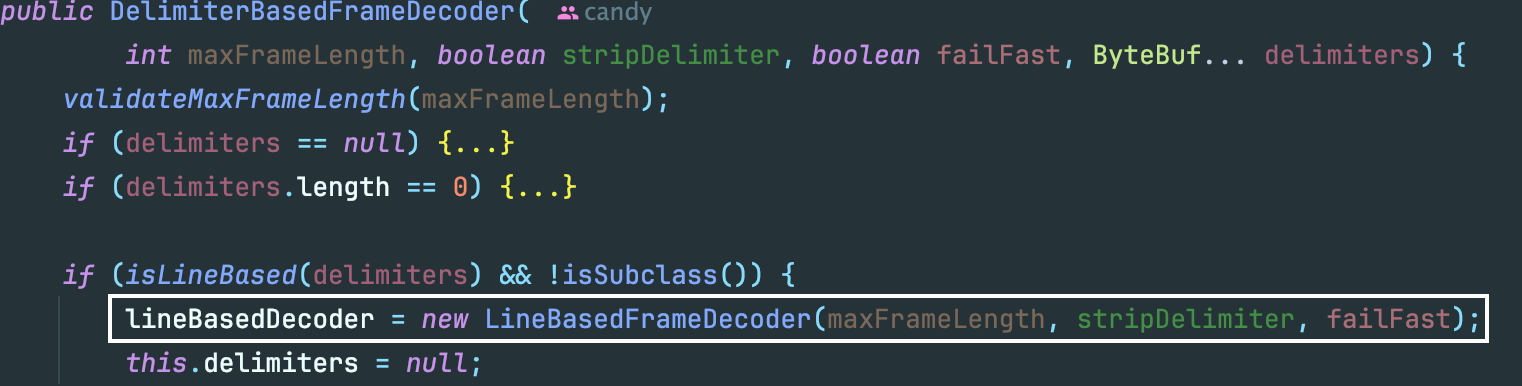 public DelimiterBasedFrameDecoder( candy
        int maxFrameLength, boolean stripDelimiter, boolean failFast, ByteBuf... delimiters) {
    validateMaxFrameLength(maxFrameLength);
    if (delimiters == null) {...}
    if (delimiters.length == 0) {...}
    if (isLineBased(delimiters) && !isSubclass()) {
        lineBasedDecoder = new LineBasedFrameDecoder(maxFrameLength, stripDelimiter, failFast);
        this.delimiters = null;